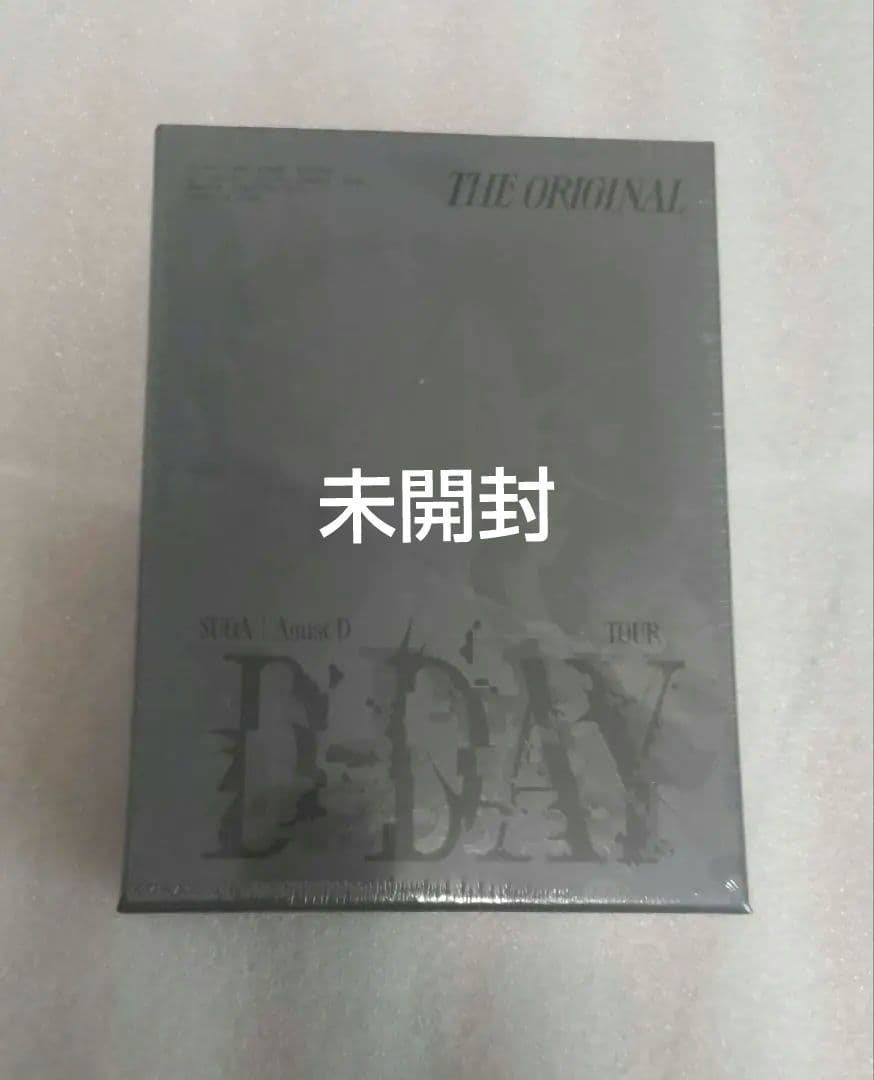 THE ORIGINAL
未開封
SUGA | Agust D
TOUR
D-DAY